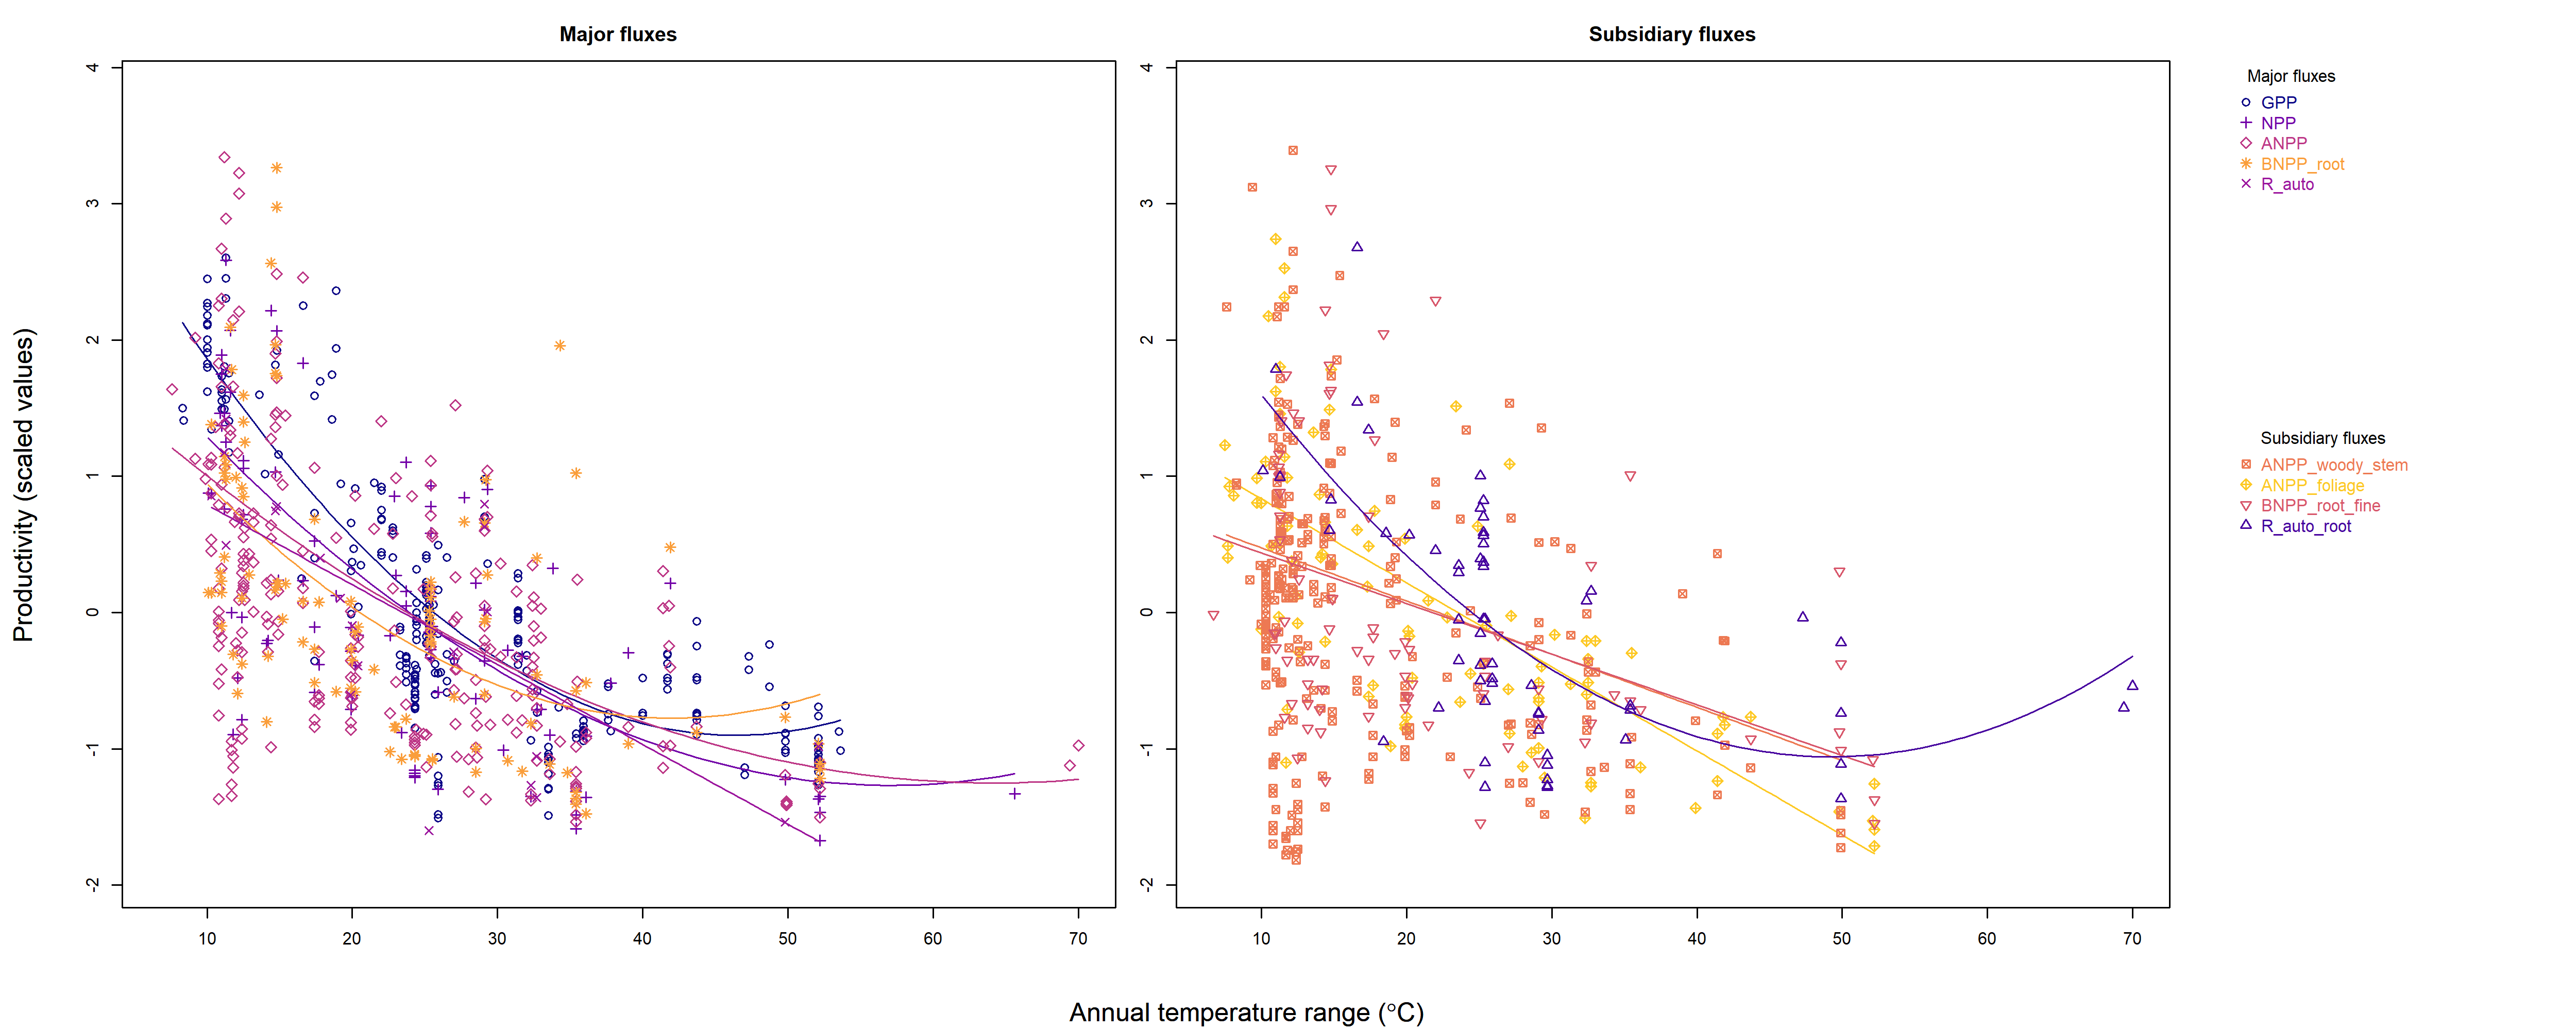 Major fluxes
Subsidiary fluxes
4
3
2
1
0
-1
-2
10 20 30 40 50 60 70
4
3
2
1
0
-1
-2
10 20 30 40 50 60 70
Productivity (scaled values)
Annual temperature range (°C)
Major fluxes
GPP
NPP
ANPP
BNPP_root
R_auto
Subsidiary fluxes
ANPP_woody_stem
ANPP_foliage
BNPP_root_fine
R_auto_root